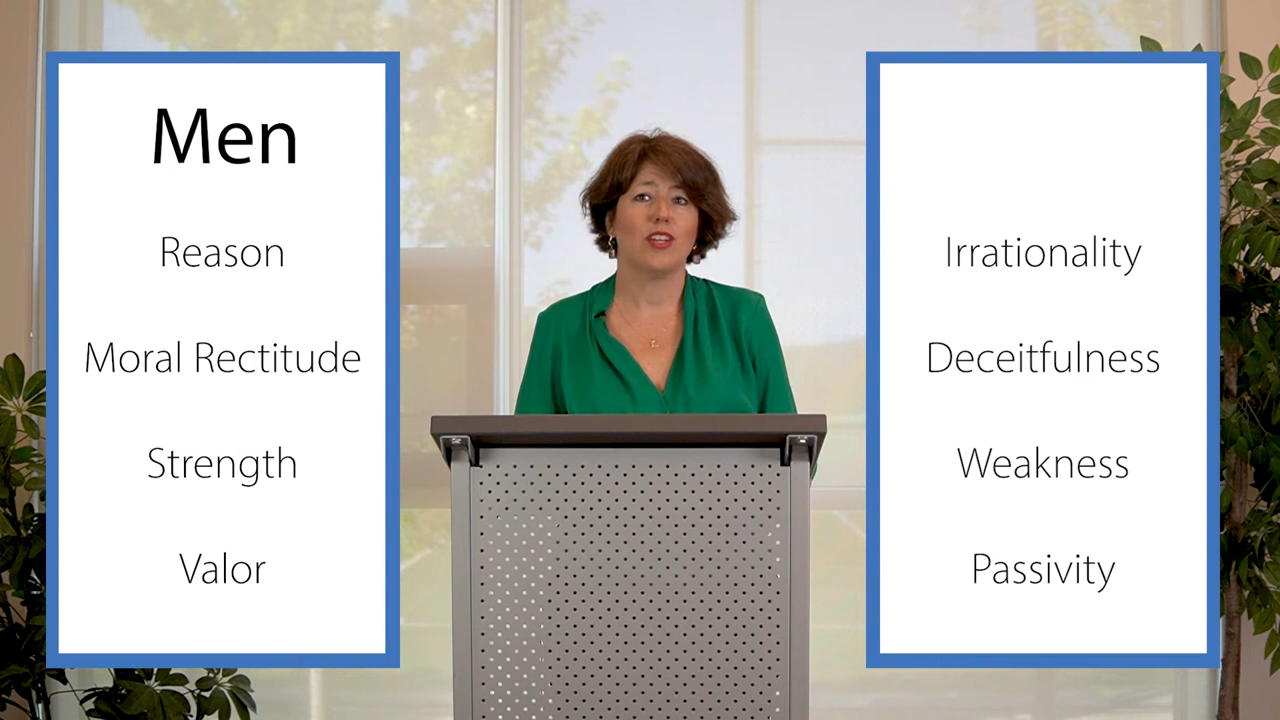 Men
Reason
Moral Rectitude
Strength
Valor
Irrationality
Deceitfulness
Weakness
Passivity